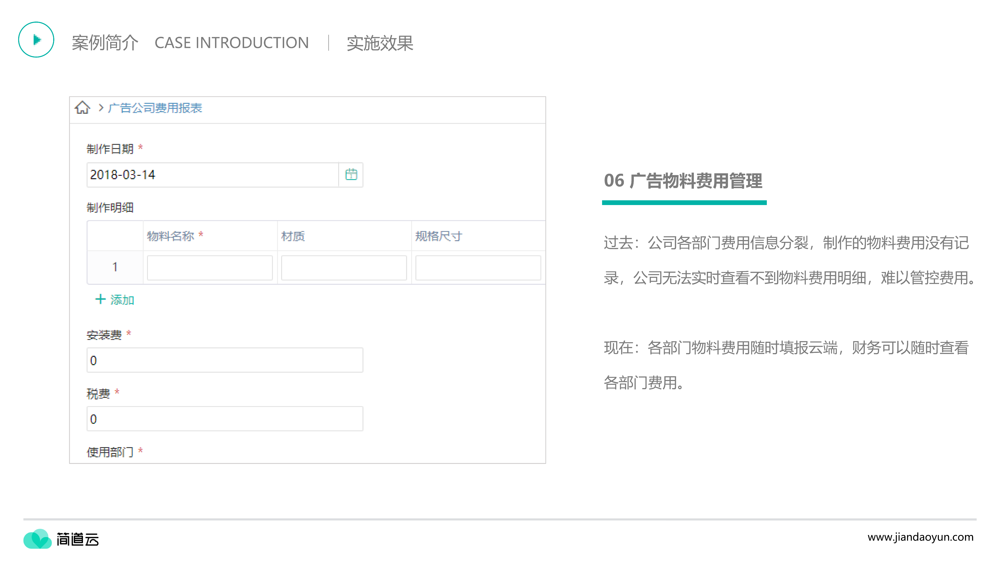 案例简介 CASE INTRODUCTION 实施效果
广告公司费用报表
制作日期 *
2018-03-14
制作明细
物料名称 * 材质 规格尺寸
1
+ 添加
安装费 *
0
税费 *
0
使用部门 *
06 广告物料费用管理
过去：公司各部门费用信息分裂，制作的物料费用没有记
录，公司无法实时查看不到物料费用明细，难以管控费用。
现在：各部门物料费用随时填报云端，财务可以随时查看
各部门费用。
简道云
www.jiandaoyun.com